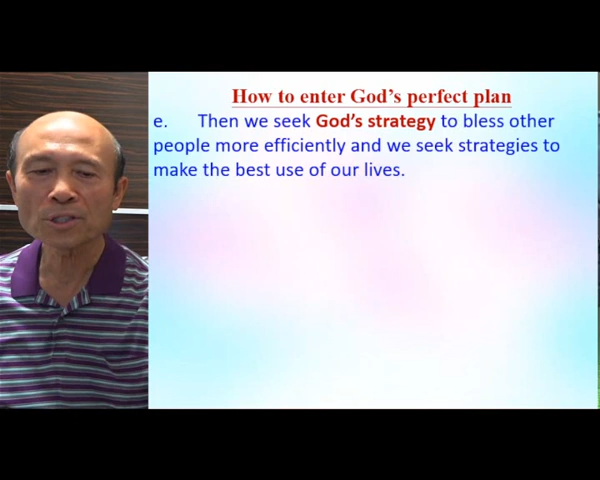 How to enter God's perfect plan
e. Then we seek God's strategy to bless other
people more efficiently and we seek strategies to
make the best use of our lives.